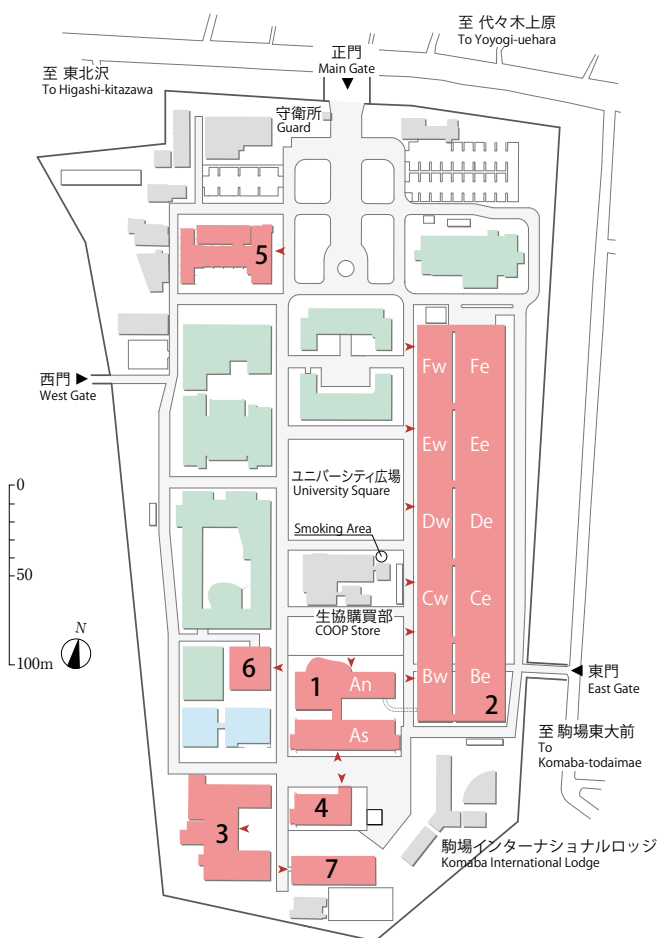 至 代々木上原
To Yoyogi-uehara
正門
Main Gate
至 東北沢
To Higashi-kitazawa
守衛所
Guard
5
西門
West Gate
Fw
Fe
Ew
Ee
ユニバーシティ広場
University Square
0
Smoking Area
Dw
De
50
生協購買部
COOP Store
Cw
Ce
N
100m
6
1
An
Bw
Be
2
東門
East Gate
As
至 駒場東大前
To
Komaba-todaimae
4
3
駒場インターナショナルロッジ
Komaba International Lodge
7